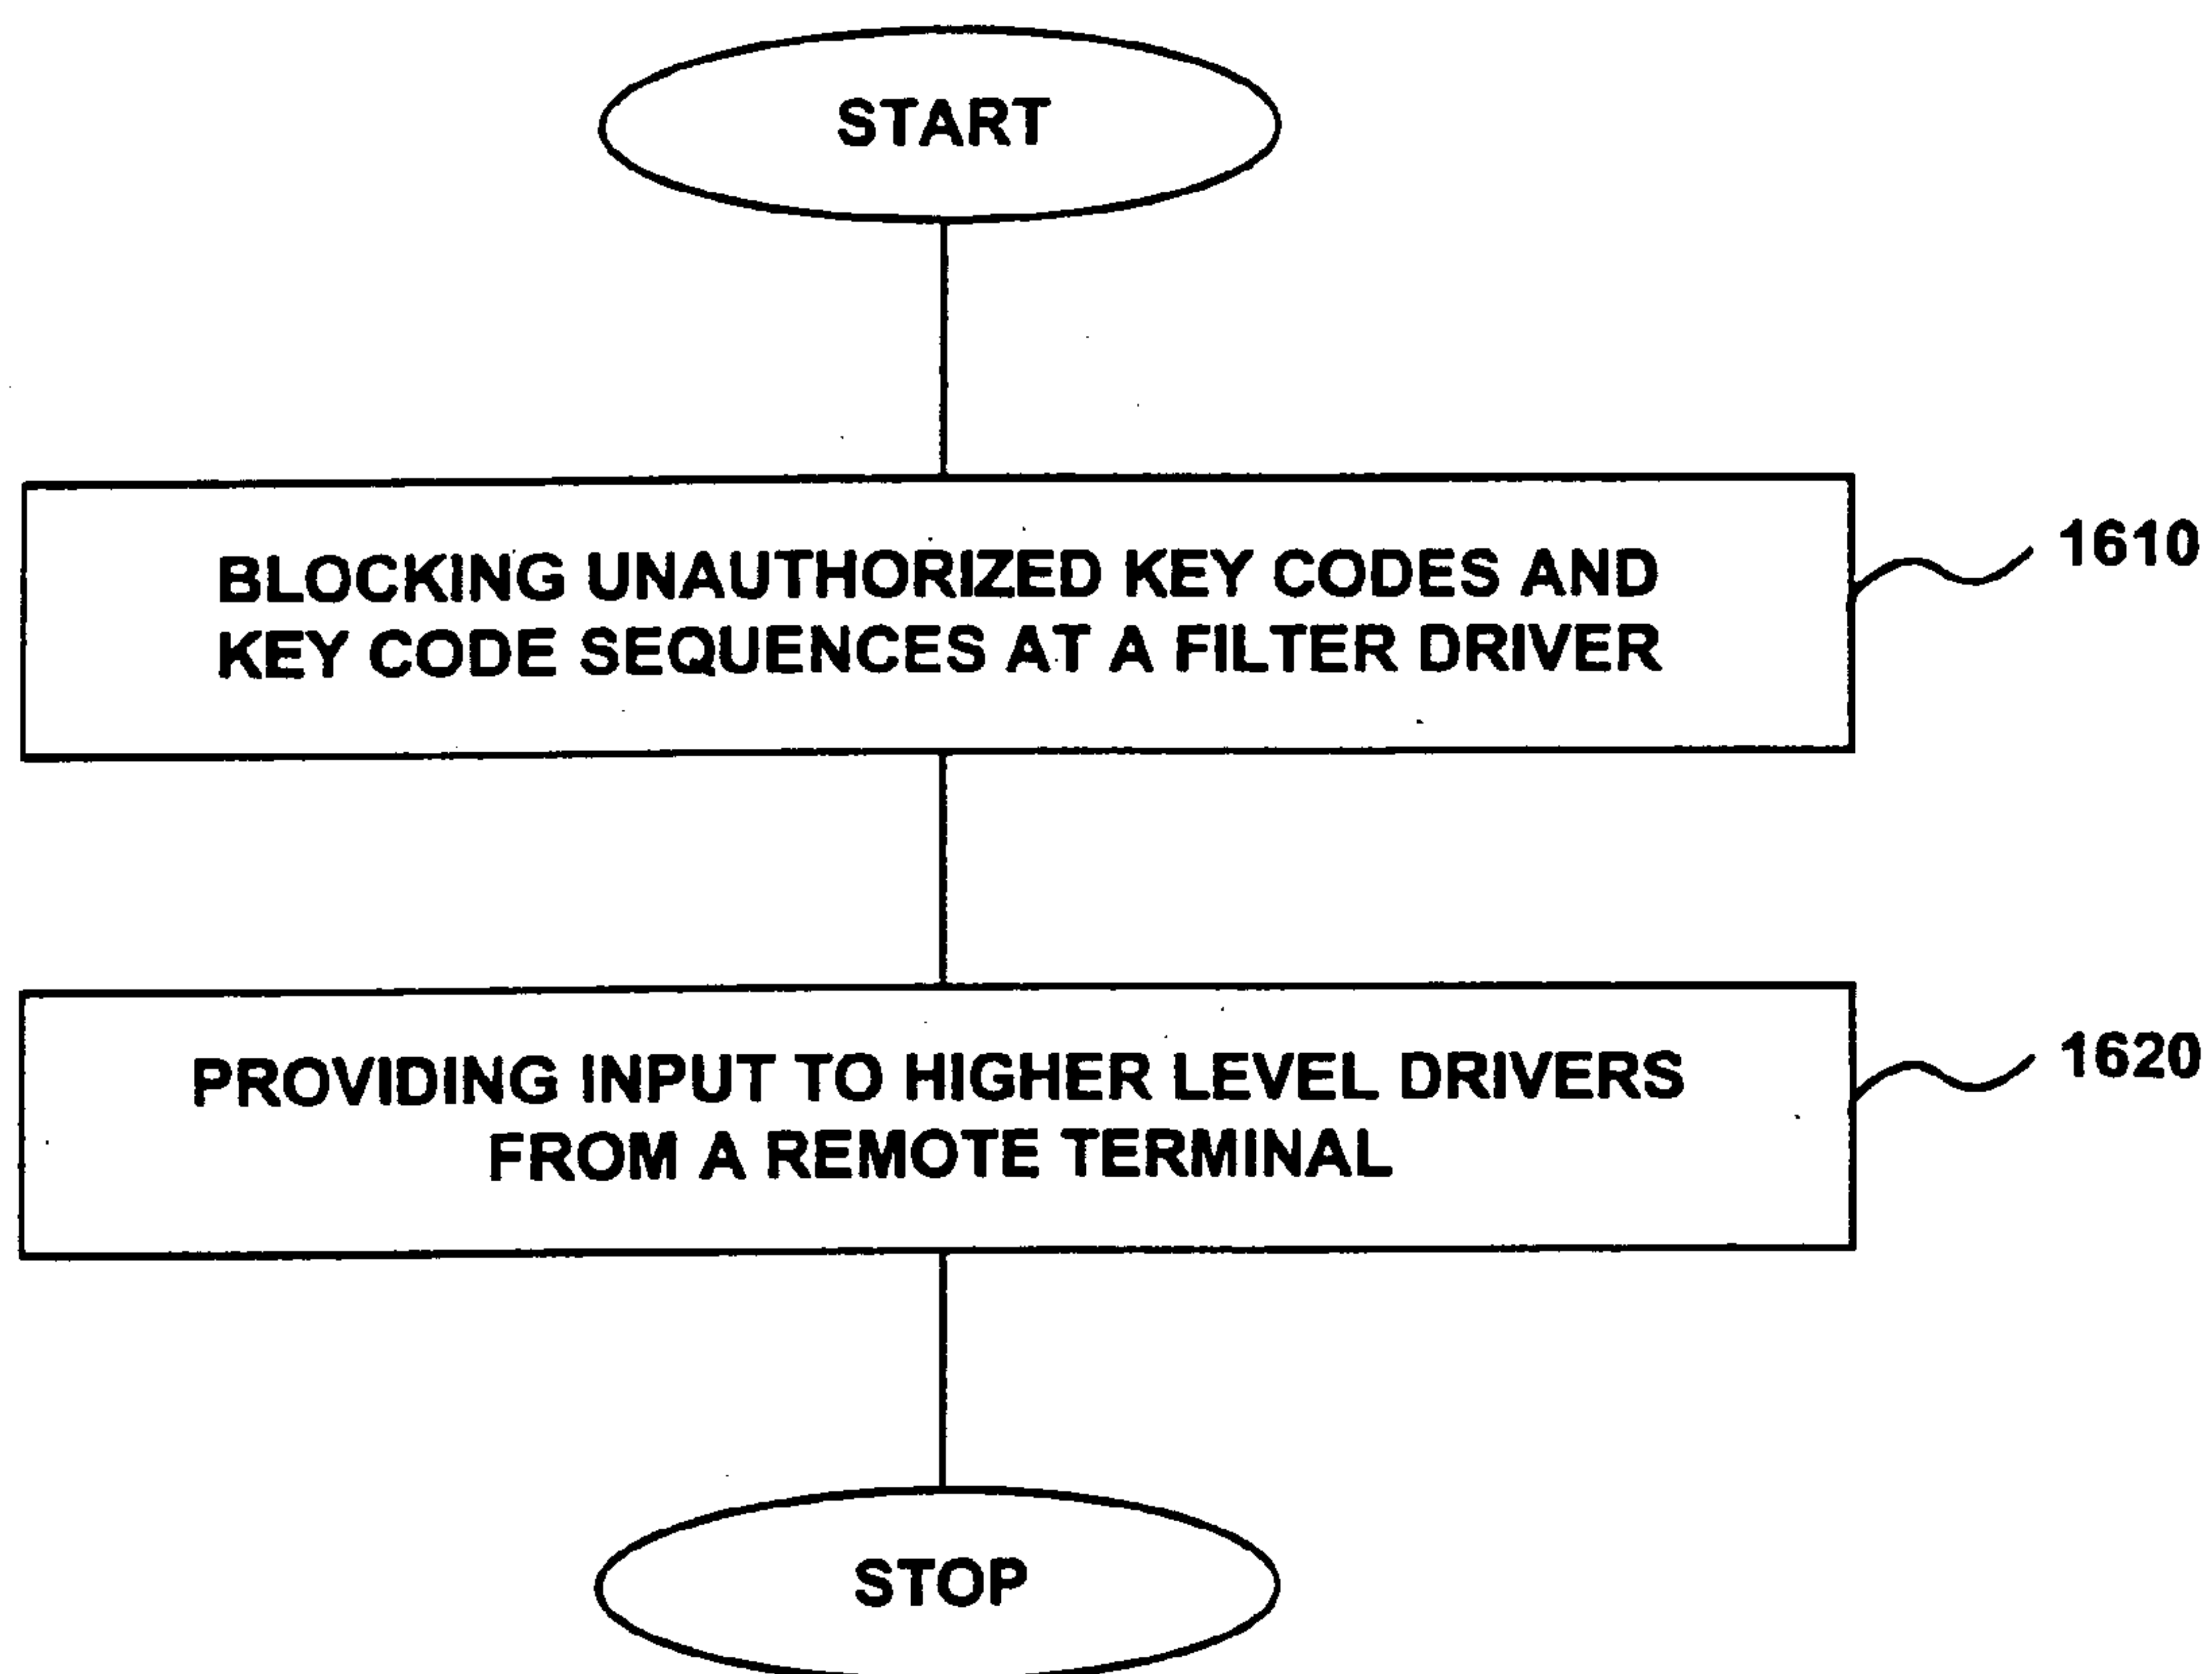 START
BLOCKING UNAUTHORIZED KEY CODES AND
KEY CODE SEQUENCES AT A FILTER DRIVER
1610
PROVIDING INPUT TO HIGHER LEVEL DRIVERS
FROM A REMOTE TERMINAL
1620
STOP